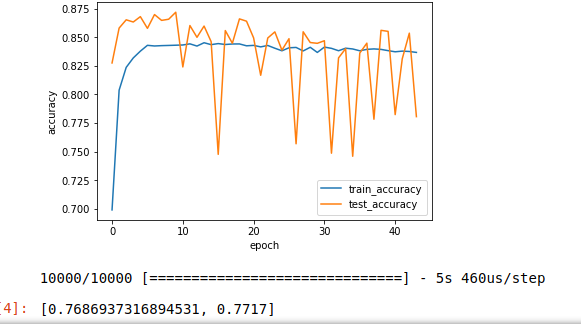 0.875
0.850
0.825
0.800
0.775
0.750
0.725
0.700
accuracy
train_accuracy
test_accuracy
0 10 20 30 40
epoch
10000/10000 [==============================] - 5s 460us/step
[4]: [0.7686937316894531, 0.7717]